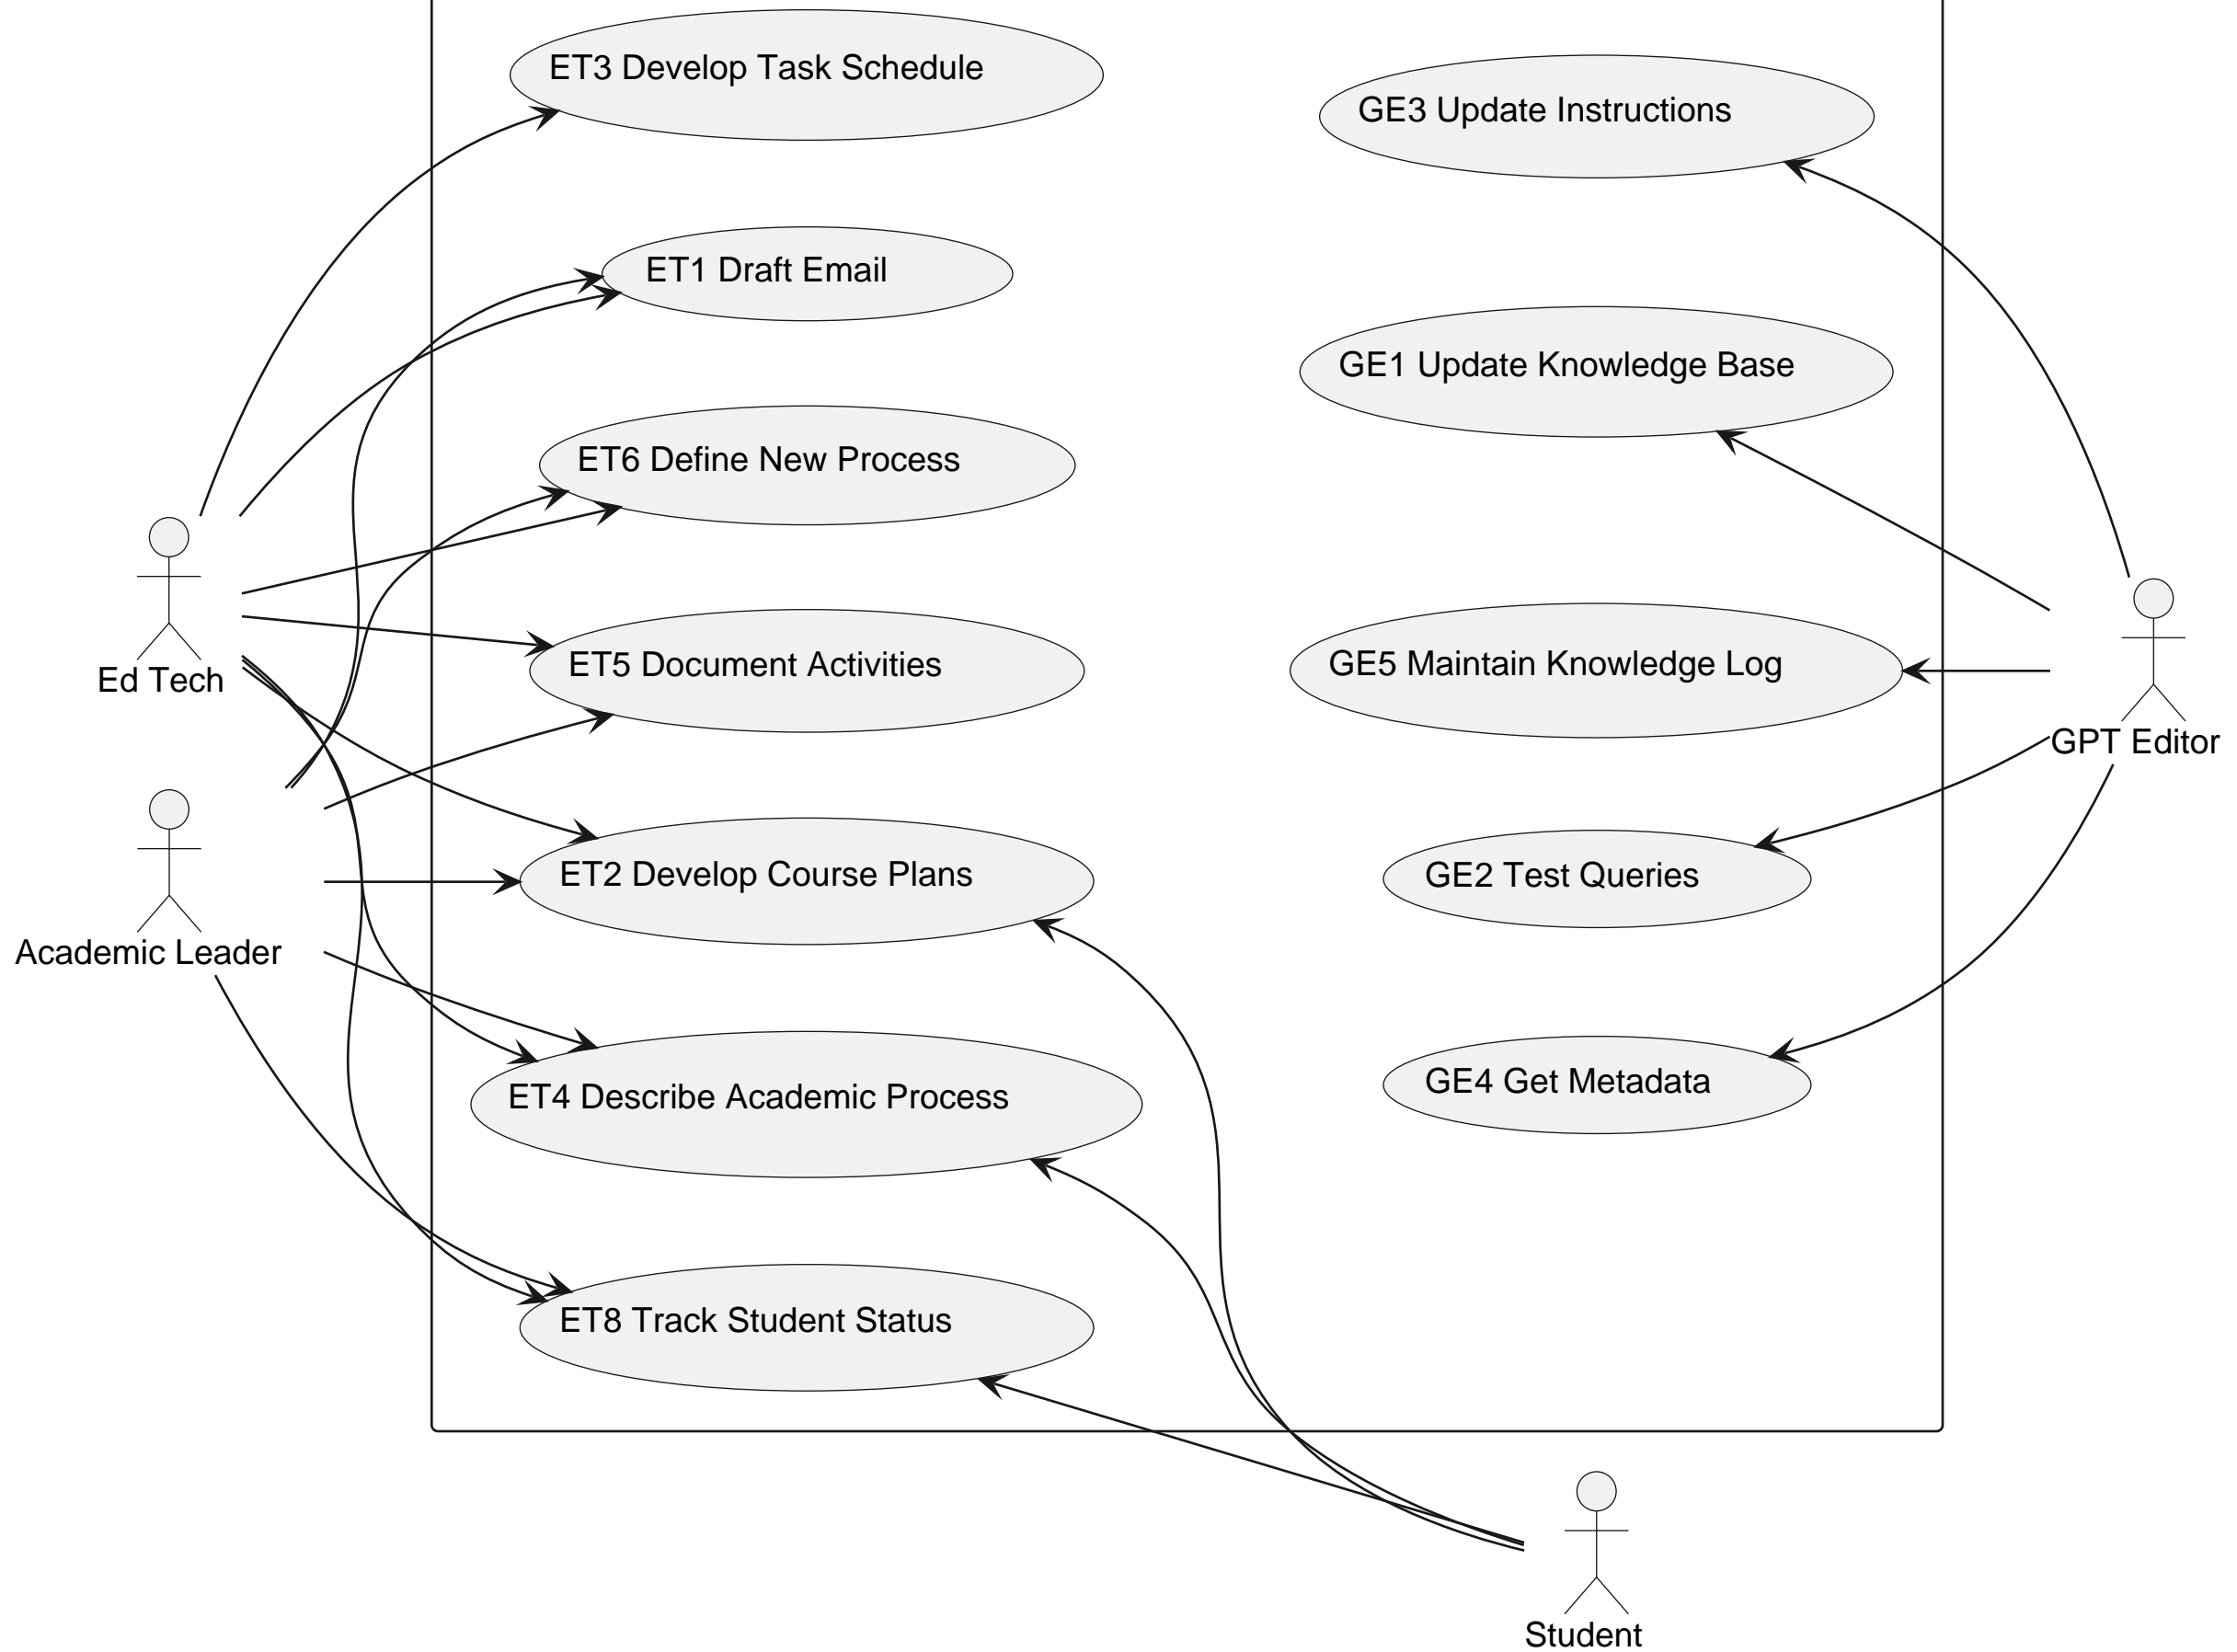 ET3 Develop Task Schedule
ET1 Draft Email
ET6 Define New Process
ET5 Document Activities
ET2 Develop Course Plans
ET4 Describe Academic Process
ET8 Track Student Status
GE3 Update Instructions
GE1 Update Knowledge Base
GE5 Maintain Knowledge Log
GE2 Test Queries
GE4 Get Metadata
Ed Tech
Academic Leader
GPT Editor
Student